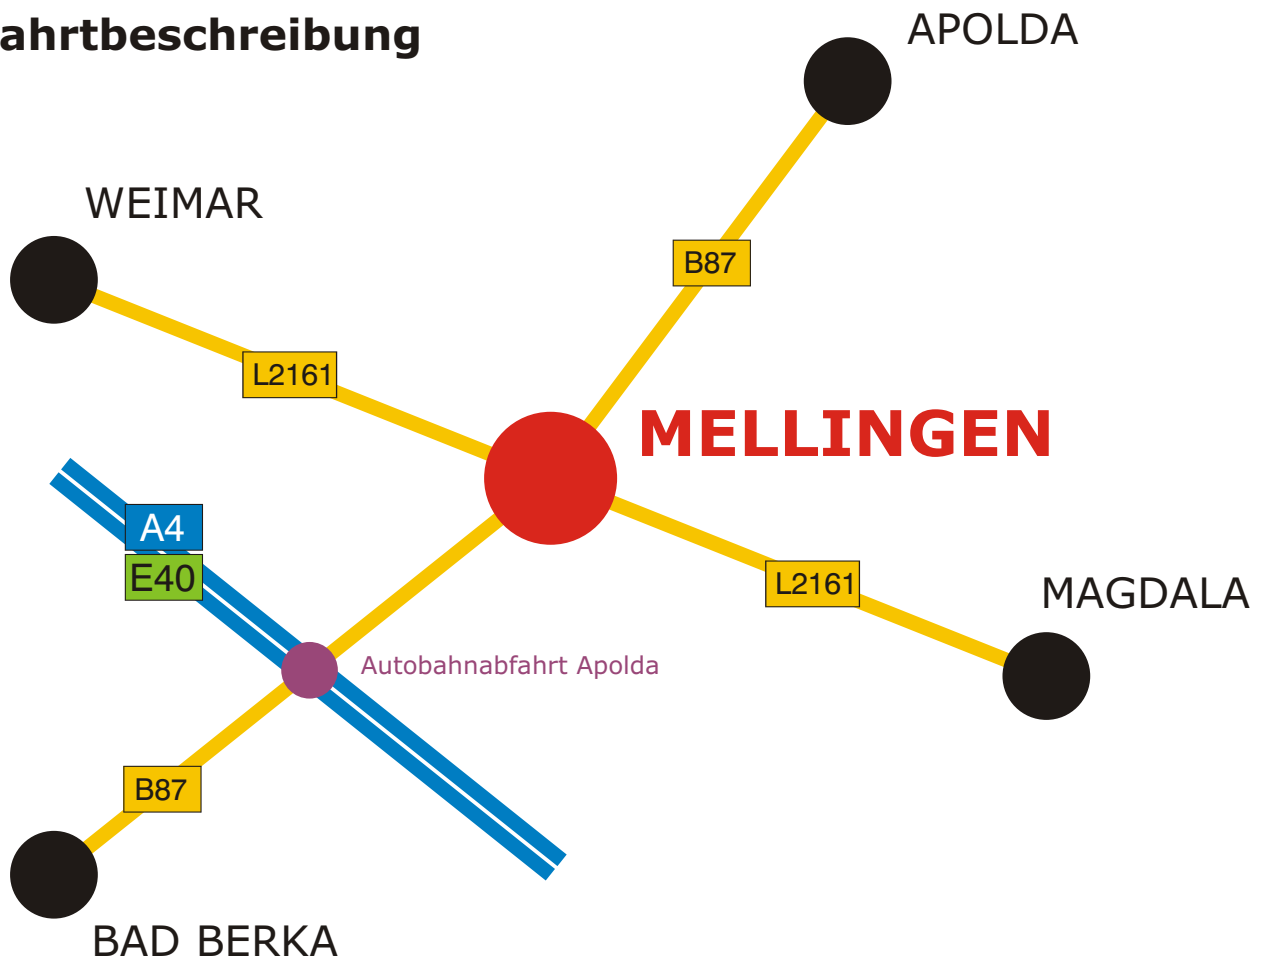 ahrtbeschreibung
APOLDA
WEIMAR
B87
L2161
MELLINGEN
A4
E40
L2161
MAGDALA
Autobahnabfahrt Apolda
B87
BAD BERKA